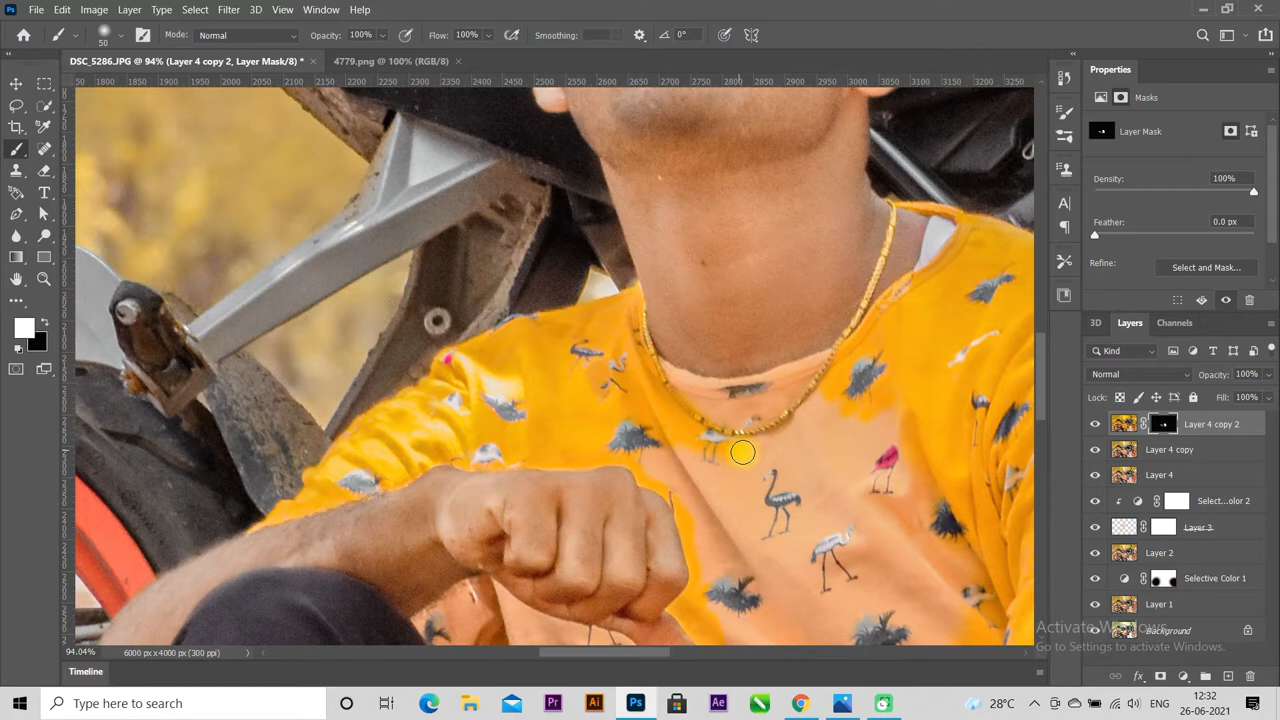 Ps File Edit Image Layer Type Select Filter 3D View Window Help
50 Mode: Normal Opacity: 100% Flow: 100% Smoothing: 0°
DSC_5286.JPG @ 94% (Layer 4 copy 2, Layer Mask/8) * 4779.png @ 100% (RGB/8)
1800 1850 1900 1950 2000 2050 2100 2150 2200 2250 2300 2350 2400 2450 2500 2550 2600 2650 2700 2750 2800 2850 2900 2950 3000 3050 3100 3150 3200 3250
Properties
Masks
Layer Mask
Density: 100%
Feather: 0.0 px
Refine: Select and Mask...
3D Layers Channels
Kind
Normal Opacity: 100%
Lock: Fill: 100%
Layer 4 copy 2
Layer 4 copy
Layer 4
Select...olor 2
Layer 3
Layer 2
Selective Color 1
Layer 1
Background
Activate Windows
Go to Settings to activate Windows.
94.04% 6000 px x 4000 px (300 ppi)
Timeline
Type here to search
Pr Ai Ps Ae
28°C
12:32
26-06-2021